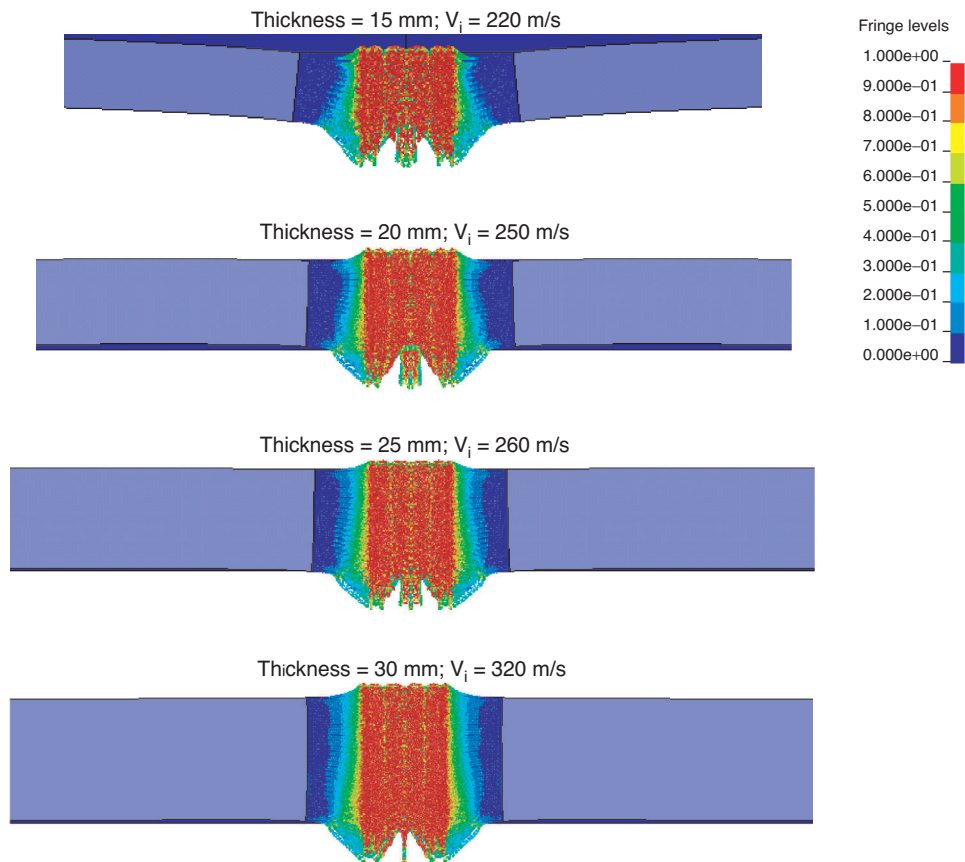 Thickness = 15 mm; Vᵢ = 220 m/s
Fringe levels
1.000e+00
9.000e−01
8.000e−01
7.000e−01
6.000e−01
5.000e−01
4.000e−01
3.000e−01
2.000e−01
1.000e−01
0.000e+00
Thickness = 20 mm; Vᵢ = 250 m/s
Thickness = 25 mm; Vᵢ = 260 m/s
Thickness = 30 mm; Vᵢ = 320 m/s